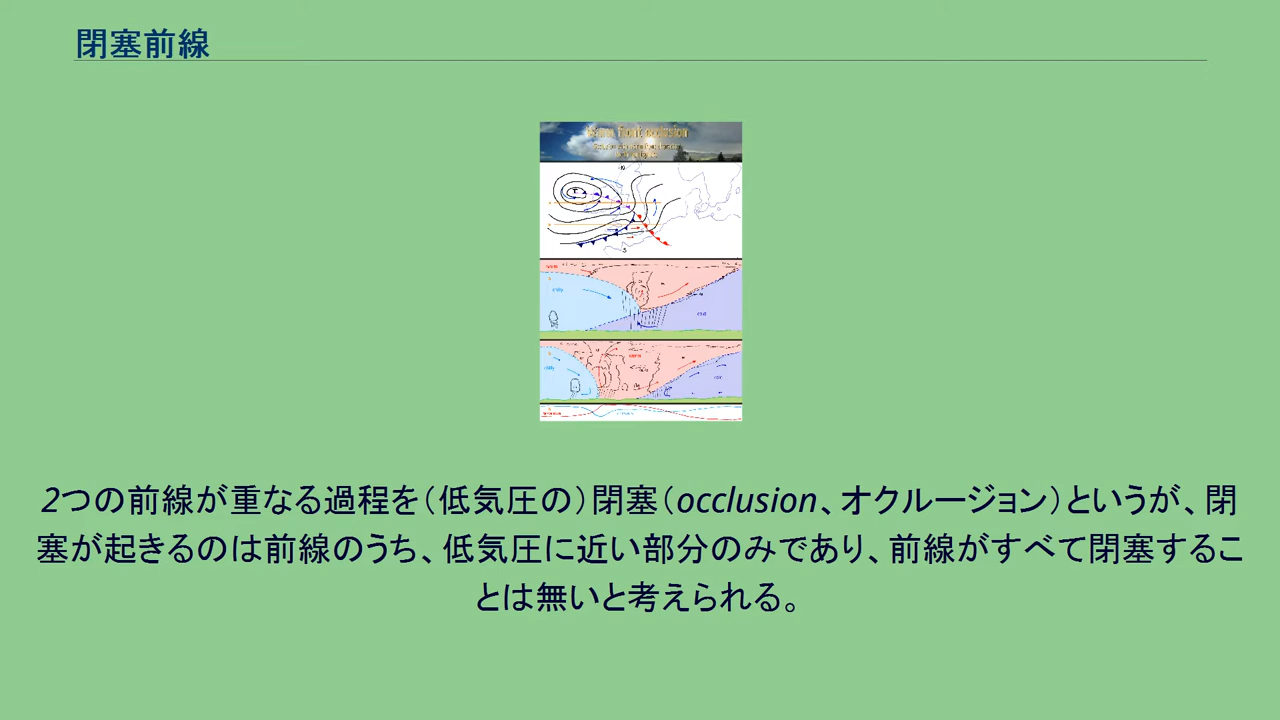 閉塞前線
Warm front occlusion
2つの前線が重なる過程を（低気圧の）閉塞（occlusion、オクルージョン）というが、閉
塞が起きるのは前線のうち、低気圧に近い部分のみであり、前線がすべて閉塞するこ
とは無いと考えられる。